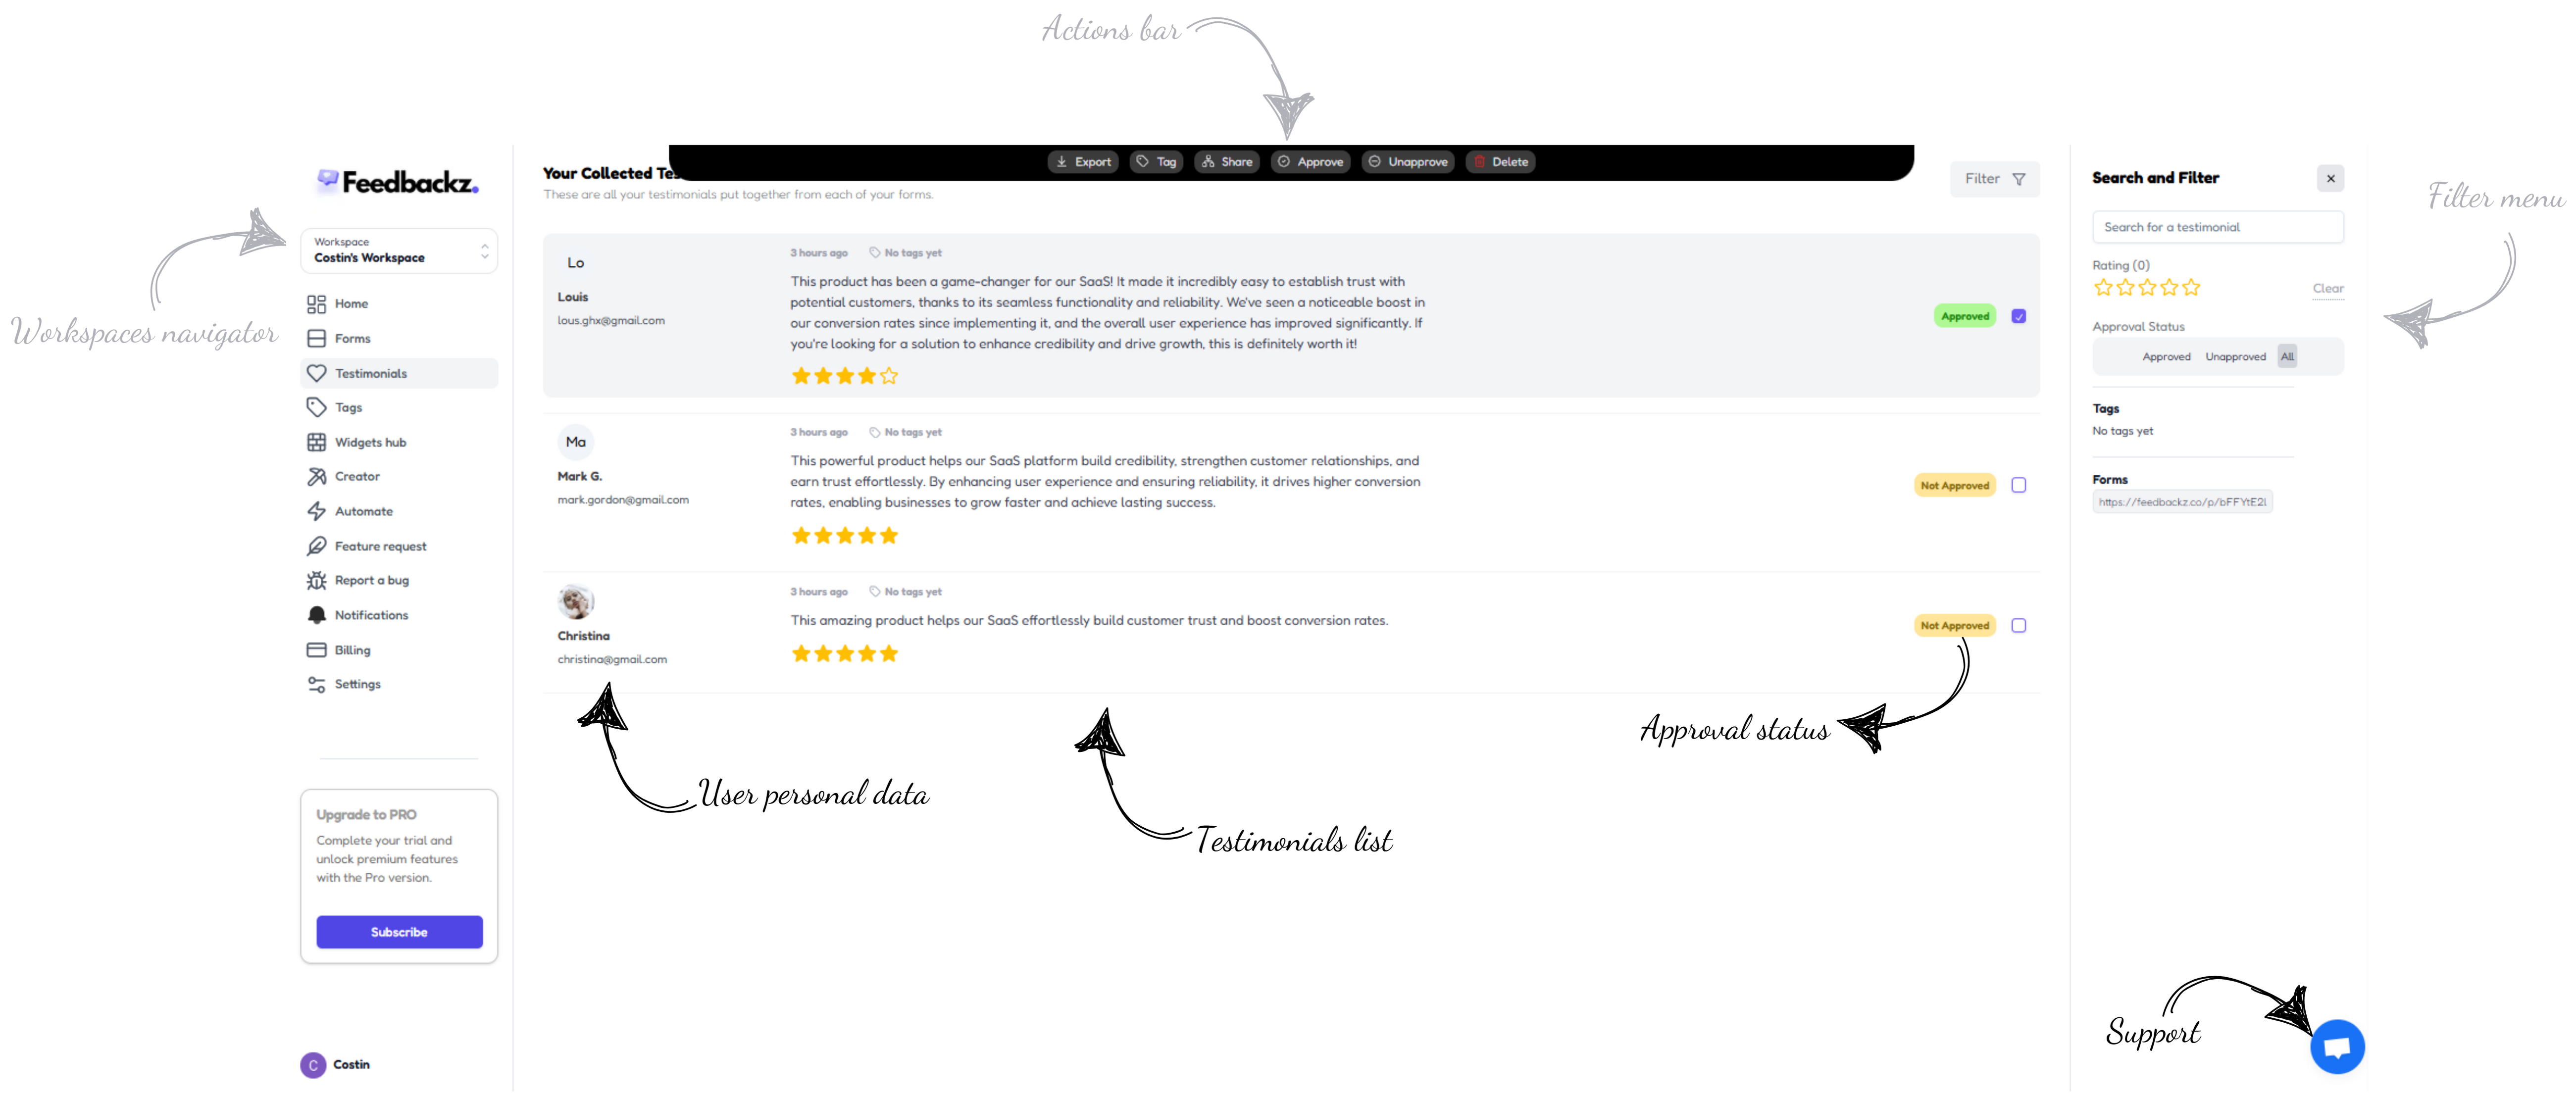 Actions bar
Workspaces navigator
Feedbackz.
Workspace
Costin's Workspace
Home
Forms
Testimonials
Tags
Widgets hub
Creator
Automate
Feature request
Report a bug
Notifications
Billing
Settings
Upgrade to PRO
Complete your trial and
unlock premium features
with the Pro version.
Subscribe
C Costin
Export Tag Share Approve Unapprove Delete
Your Collected Tes
These are all your testimonials put together from each of your forms.
Filter
Lo
Louis
lous.ghx@gmail.com
3 hours ago No tags yet
This product has been a game-changer for our SaaS! It made it incredibly easy to establish trust with
potential customers, thanks to its seamless functionality and reliability. We've seen a noticeable boost in
our conversion rates since implementing it, and the overall user experience has improved significantly. If
you're looking for a solution to enhance credibility and drive growth, this is definitely worth it!
Approved
Ma
Mark G.
mark.gordon@gmail.com
3 hours ago No tags yet
This powerful product helps our SaaS platform build credibility, strengthen customer relationships, and
earn trust effortlessly. By enhancing user experience and ensuring reliability, it drives higher conversion
rates, enabling businesses to grow faster and achieve lasting success.
Not Approved
Christina
christina@gmail.com
3 hours ago No tags yet
This amazing product helps our SaaS effortlessly build customer trust and boost conversion rates.
Not Approved
User personal data
Testimonials list
Approval status
Search and Filter
Search for a testimonial
Rating (0)
Clear
Approval Status
Approved Unapproved All
Tags
No tags yet
Forms
https://feedbackz.co/p/bFFYtE2l
Filter menu
Support